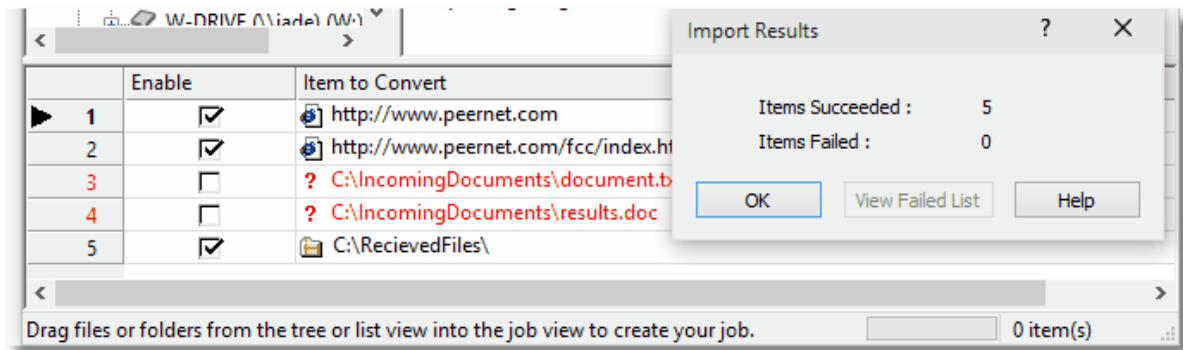 W-DRIVE (\\jade) (W:)
Import Results
Enable Item to Convert
1 http://www.peernet.com
2 http://www.peernet.com/fcc/index.ht
3 ? C:\IncomingDocuments\document.tx
4 ? C:\IncomingDocuments\results.doc
5 C:\RecievedFiles\
Items Succeeded : 5
Items Failed : 0
OK View Failed List Help
Drag files or folders from the tree or list view into the job view to create your job. 0 item(s)